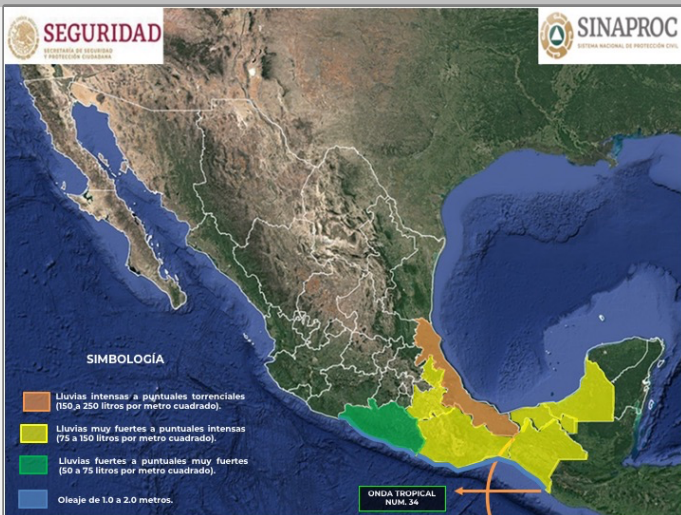 SEGURIDAD
SECRETARÍA DE SEGURIDAD
Y PROTECCIÓN CIUDADANA
SINAPROC
SISTEMA NACIONAL DE PROTECCIÓN CIVIL
SIMBOLOGÍA
Lluvias intensas a puntuales torrenciales
(150 a 250 litros por metro cuadrado).
Lluvias muy fuertes a puntuales intensas
(75 a 150 litros por metro cuadrado).
Lluvias fuertes a puntuales muy fuertes
(50 a 75 litros por metro cuadrado).
Oleaje de 1.0 a 2.0 metros.
ONDA TROPICAL
NUM. 34